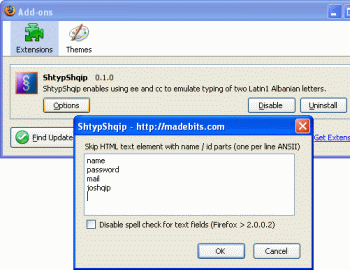 Add-ons
Extensions
Themes
ShtypShqip 0.1.0
ShtypShqip enables using ee and cc to emulate typing of two Latin1 Albanian letters.
Options
Disable
Uninstall
Find Update
Get Exten
ShtypShqip - http://madebits.com
Skip HTML text element with name / id parts (one per line ANSII)
name
password
mail
joshqip
Disable spell check for text fields (Firefox > 2.0.0.2)
OK
Cancel